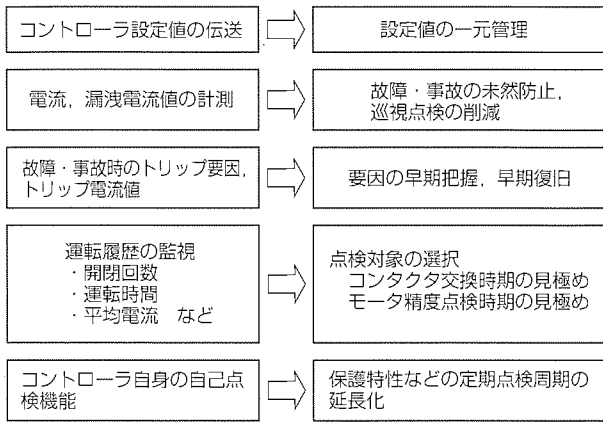 コントローラ設定値の伝送
設定値の一元管理
電流，漏洩電流値の計測
故障・事故の未然防止，
巡視点検の削減
故障・事故時のトリップ要因，
トリップ電流値
要因の早期把握，早期復旧
運転履歴の監視
・開閉回数
・運転時間
・平均電流　など
点検対象の選択
コンタクタ交換時期の見極め
モータ精度点検時期の見極め
コントローラ自身の自己点
検機能
保護特性などの定期点検周期の
延長化